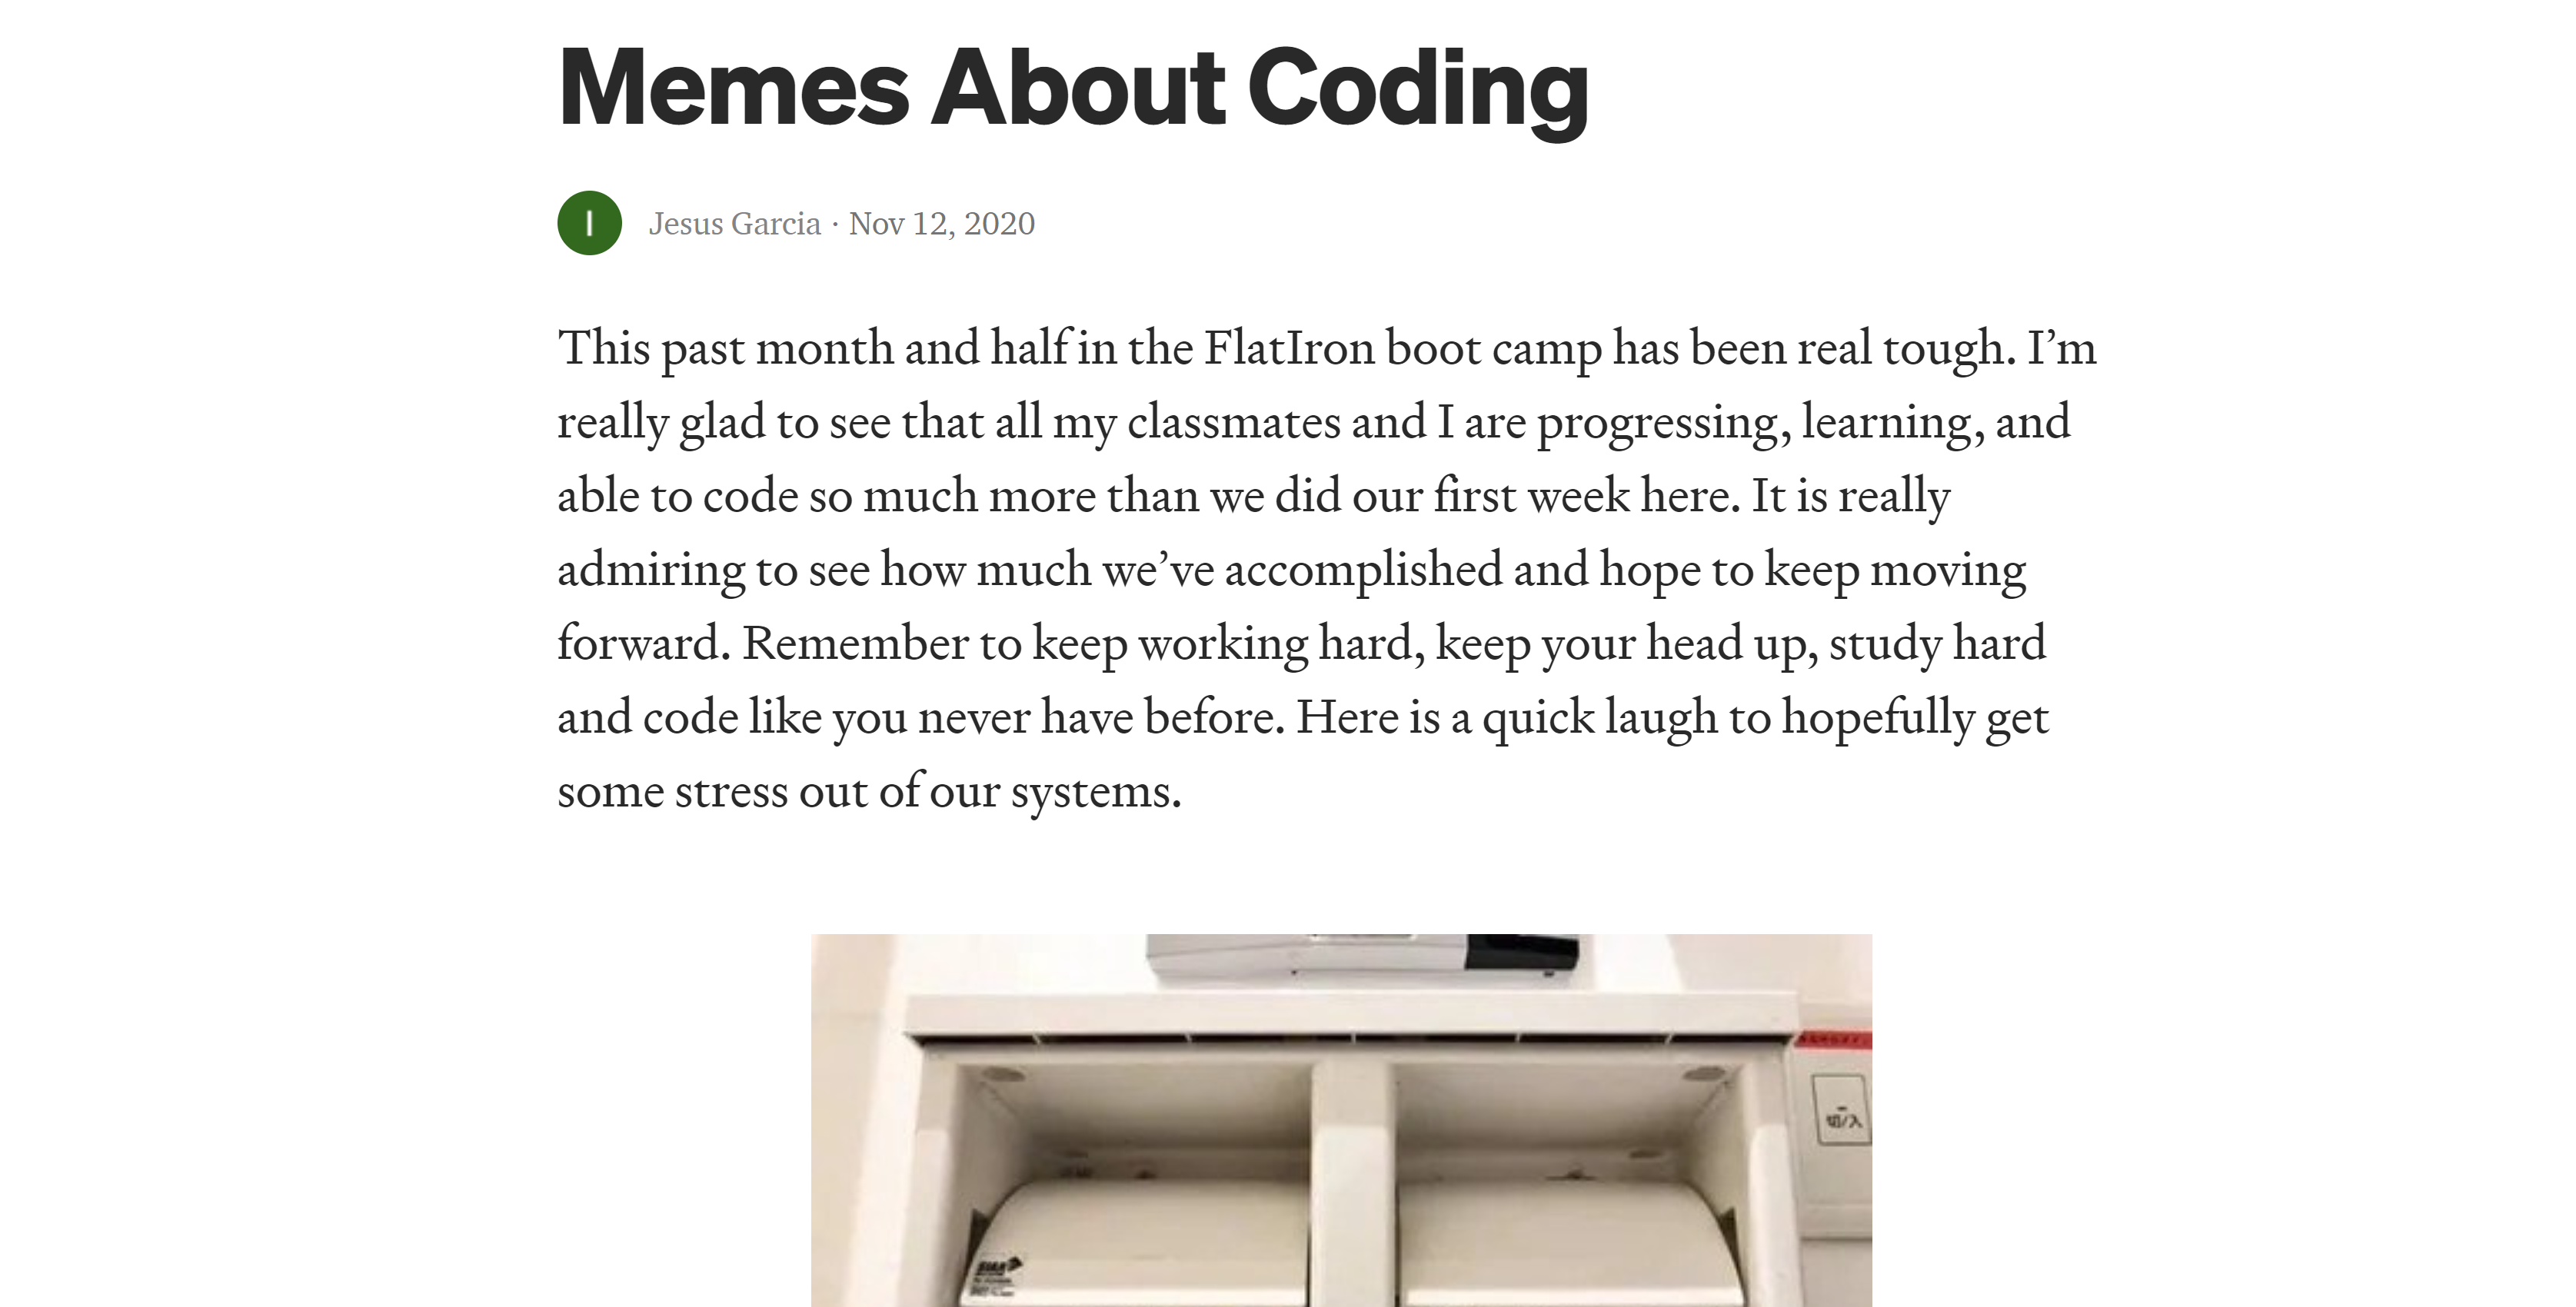 Memes About Coding
I
Jesus Garcia · Nov 12, 2020
This past month and half in the FlatIron boot camp has been real tough. I’m
really glad to see that all my classmates and I are progressing, learning, and
able to code so much more than we did our first week here. It is really
admiring to see how much we’ve accomplished and hope to keep moving
forward. Remember to keep working hard, keep your head up, study hard
and code like you never have before. Here is a quick laugh to hopefully get
some stress out of our systems.
切/入